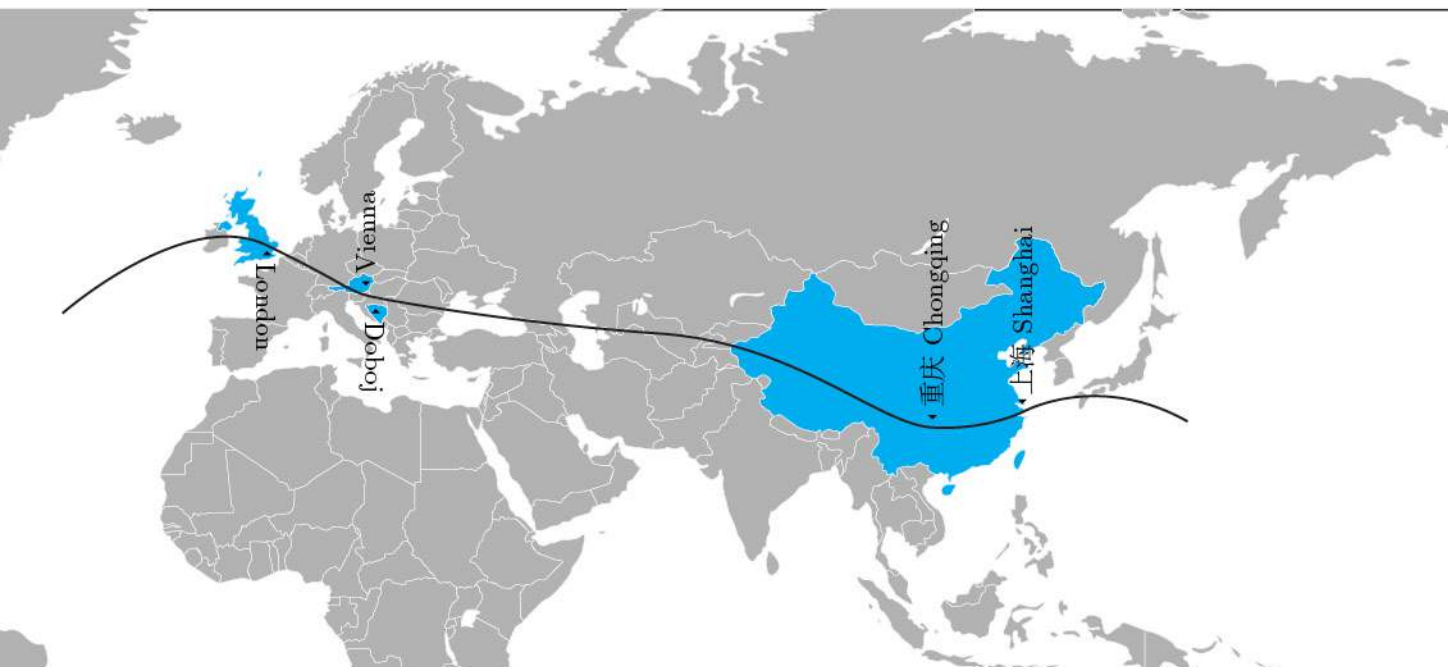 London
Vienna
Doboj
重庆 Chongqing
上海 Shanghai